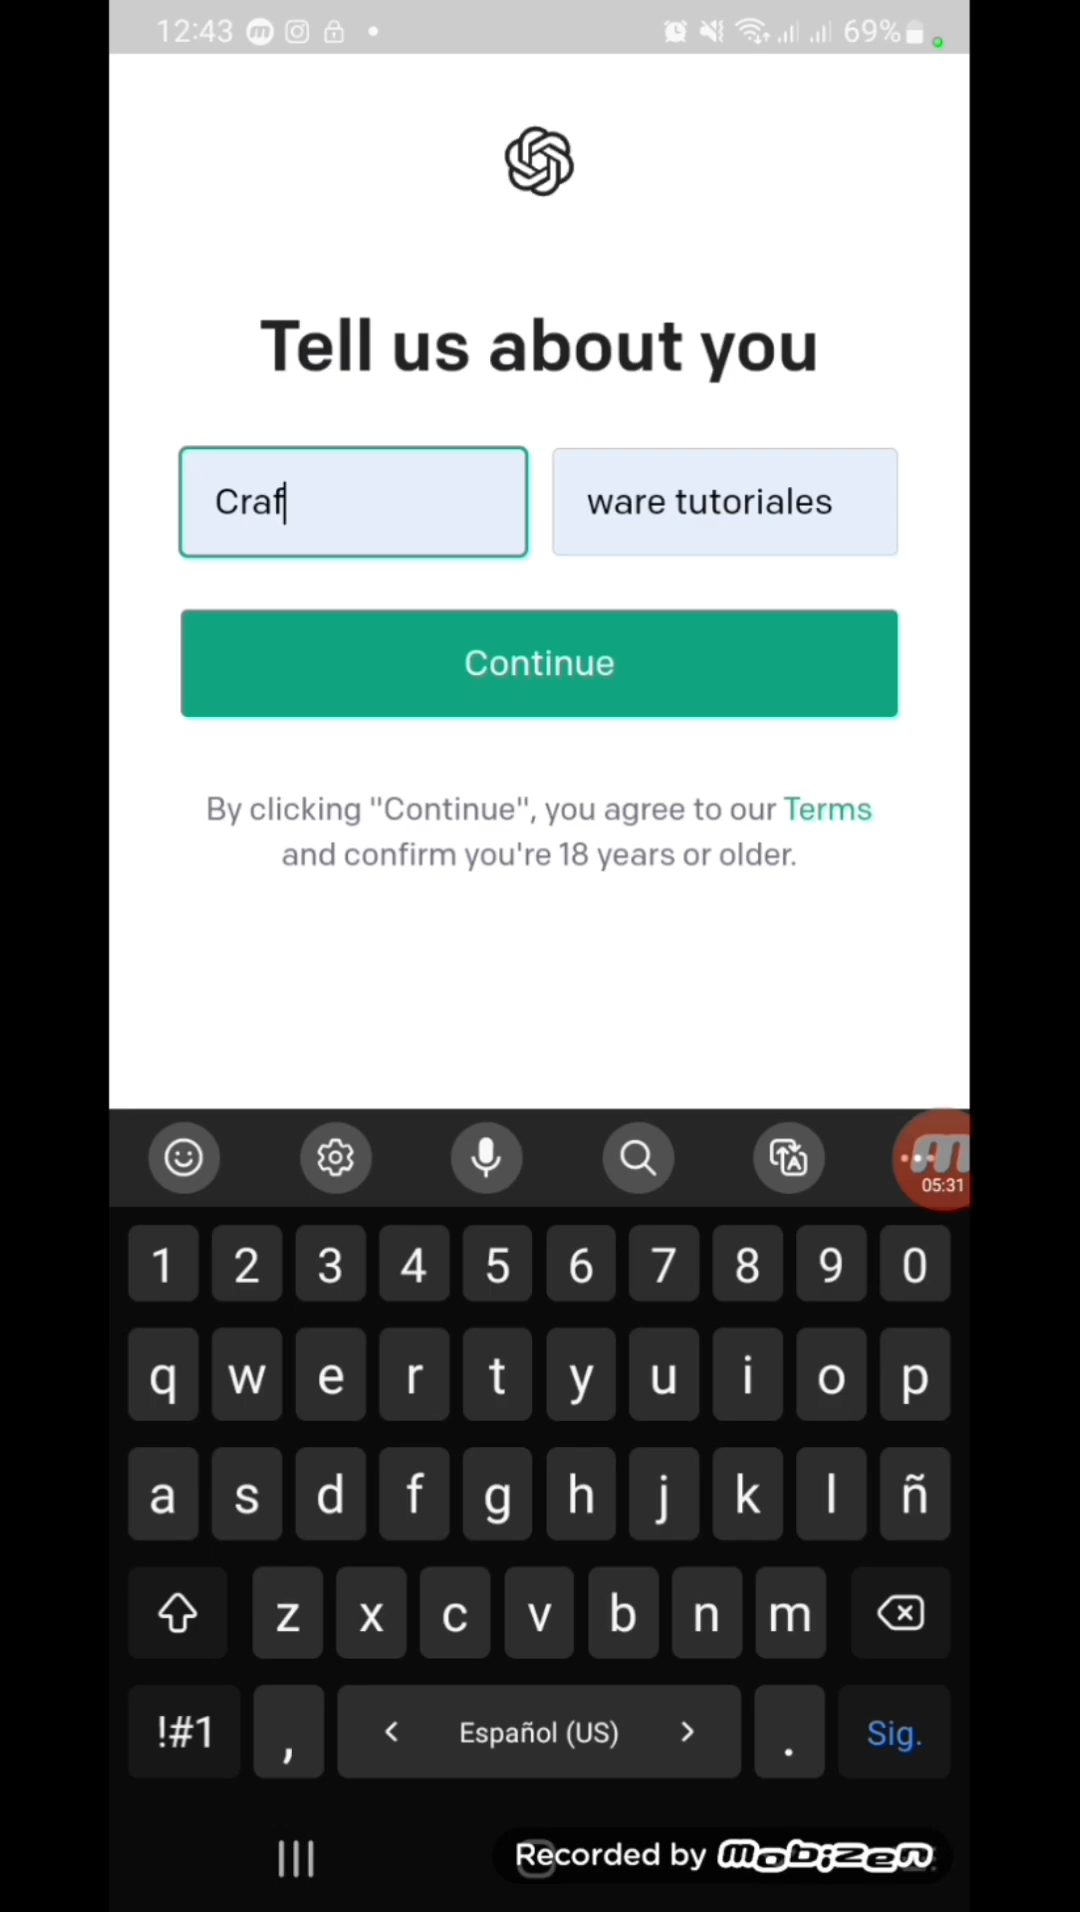 12:43 69%
Tell us about you
Craf ware tutoriales
Continue
By clicking "Continue", you agree to our Terms
and confirm you're 18 years or older.
05:31
1 2 3 4 5 6 7 8 9 0
q w e r t y u i o p
a s d f g h j k l ñ
z x c v b n m
!#1 , < Español (US) > . Sig.
Recorded by mobizen